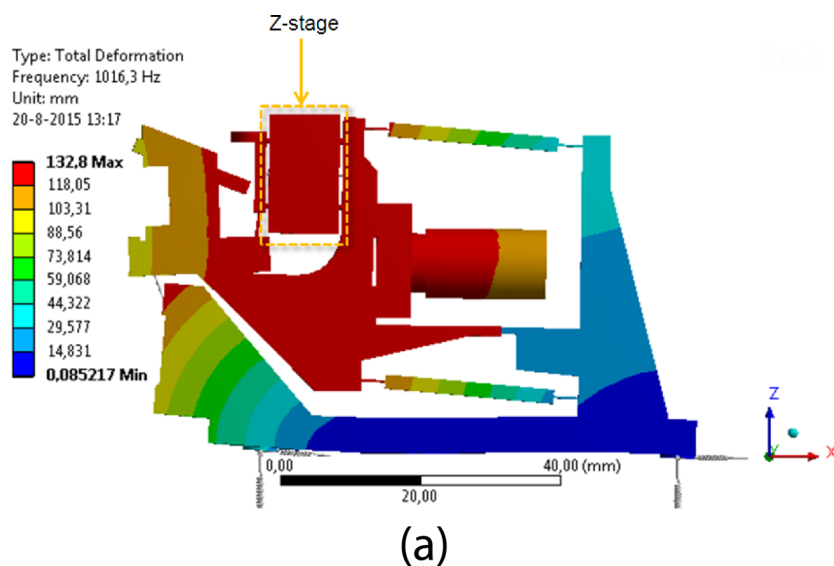 Z-stage
Type: Total Deformation
Frequency: 1016,3 Hz
Unit: mm
20-8-2015 13:17
132,8 Max
118,05
103,31
88,56
73,814
59,068
44,322
29,577
14,831
0,085217 Min
Z
Y
X
0,00
40,00 (mm)
20,00
(a)